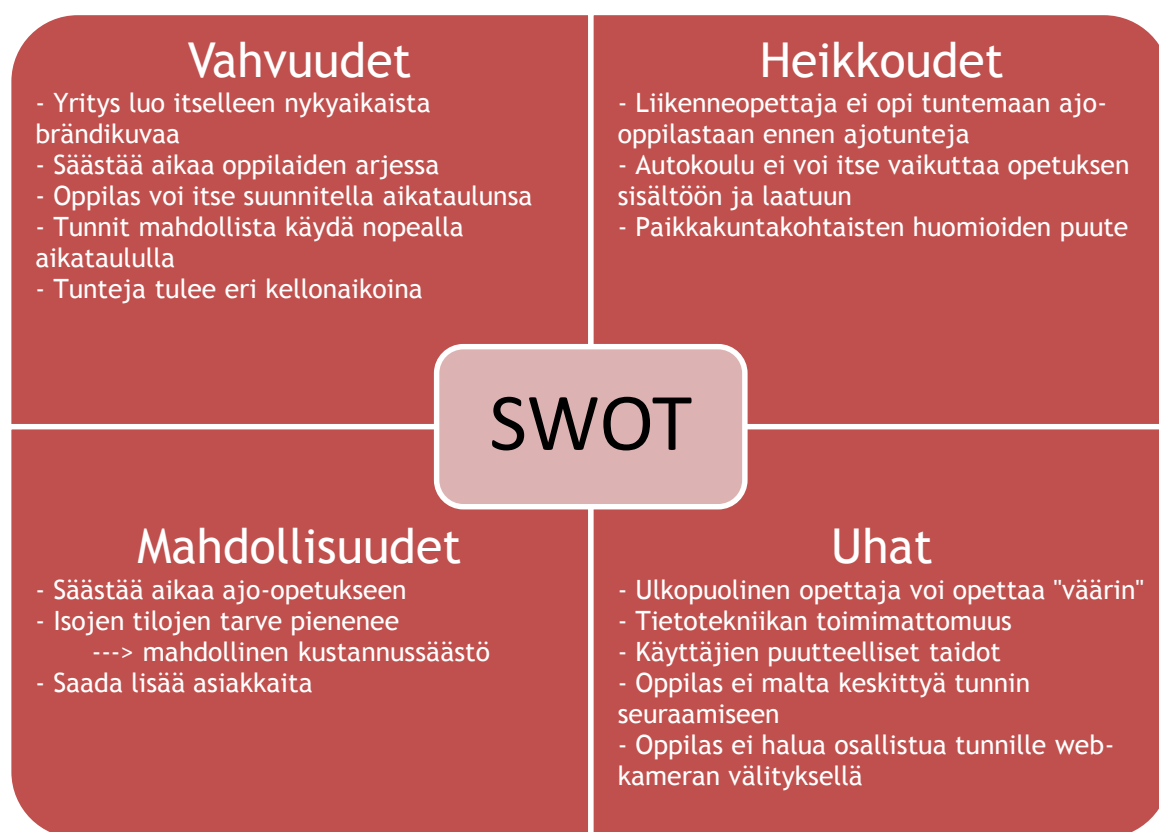 Vahvuudet
- Yritys luo itselleen nykyaikaista
brändikuvaa
- Säästää aikaa oppilaiden arjessa
- Oppilas voi itse suunnitella aikataulunsa
- Tunnit mahdollista käydä nopealla
aikataululla
- Tunteja tulee eri kellonaikoina
Heikkoudet
- Liikenneopettaja ei opi tuntemaan ajo-
oppilastaan ennen ajotunteja
- Autokoulu ei voi itse vaikuttaa opetuksen
sisältöön ja laatuun
- Paikkakuntakohtaisten huomioiden puute
SWOT
Mahdollisuudet
- Säästää aikaa ajo-opetukseen
- Isojen tilojen tarve pienenee
---> mahdollinen kustannussäästö
- Saada lisää asiakkaita
Uhat
- Ulkopuolinen opettaja voi opettaa "väärin"
- Tietotekniikan toimimattomuus
- Käyttäjien puutteelliset taidot
- Oppilas ei malta keskittyä tunnin
seuraamiseen
- Oppilas ei halua osallistua tunnille web-
kameran välityksellä